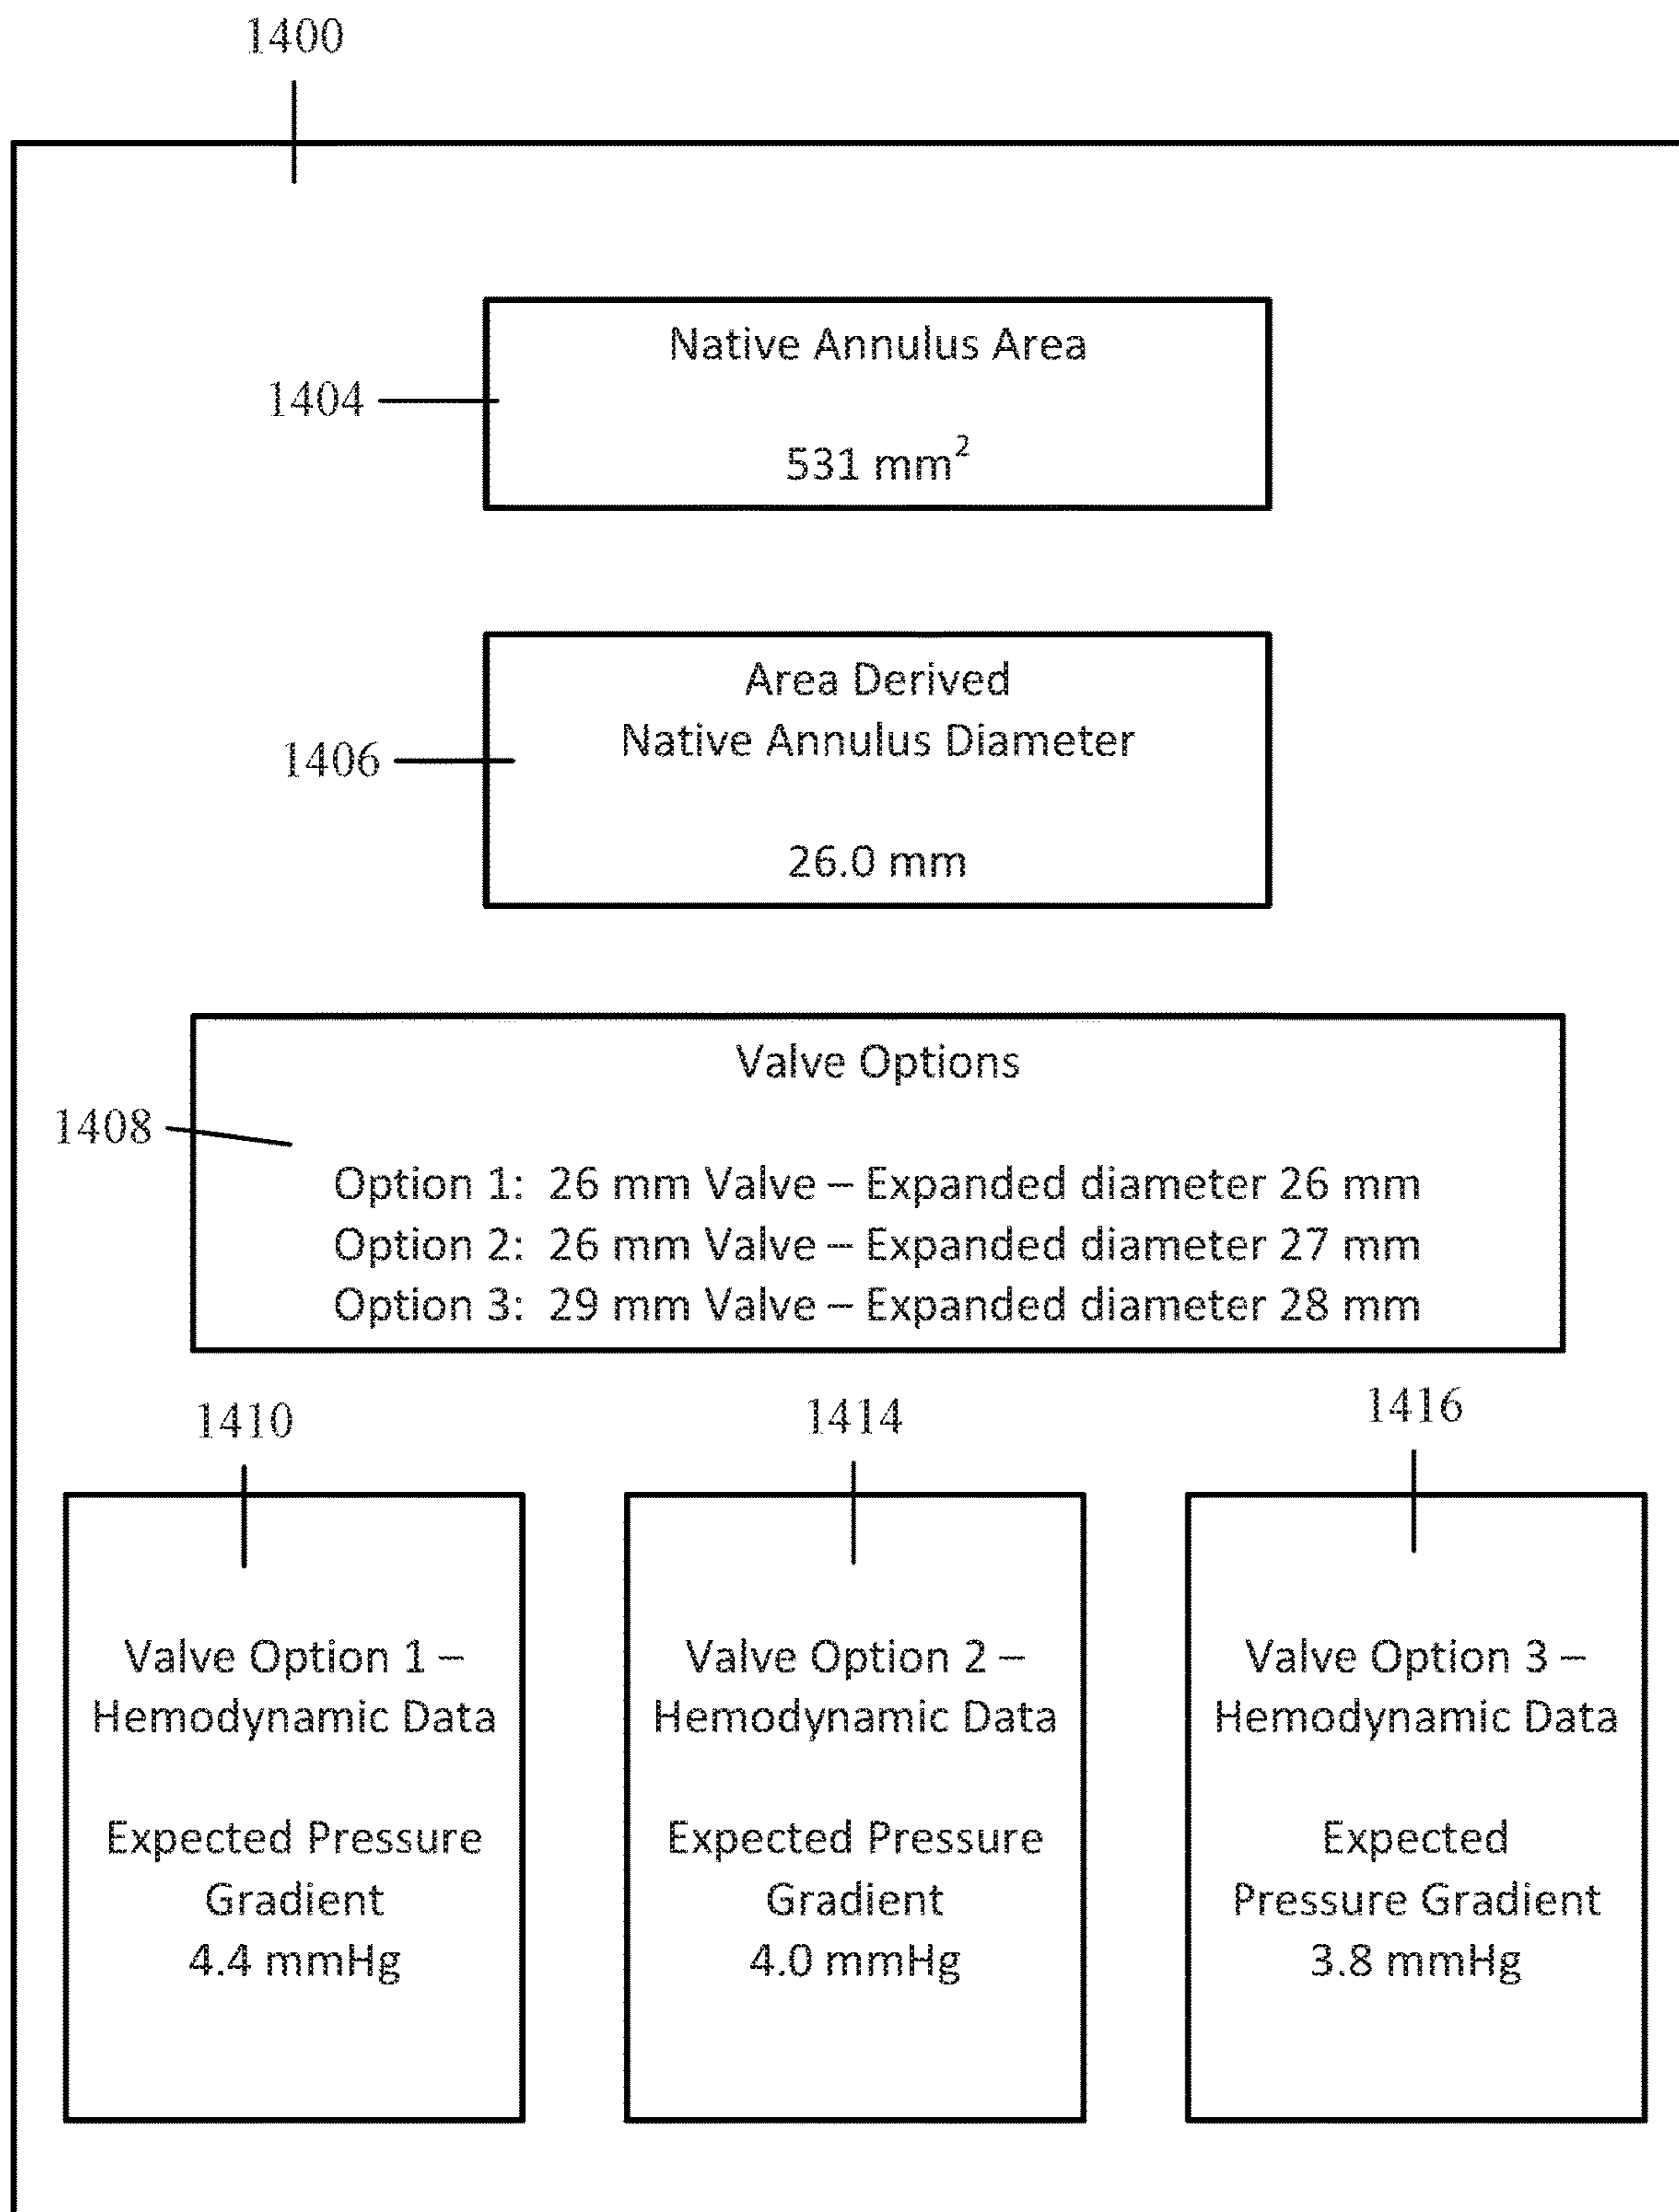 1400
Native Annulus Area
1404
531 mm²
Area Derived
Native Annulus Diameter
1406
26.0 mm
Valve Options
1408
Option 1: 26 mm Valve – Expanded diameter 26 mm
Option 2: 26 mm Valve – Expanded diameter 27 mm
Option 3: 29 mm Valve – Expanded diameter 28 mm
1410
Valve Option 1 –
Hemodynamic Data
Expected Pressure
Gradient
4.4 mmHg
1414
Valve Option 2 –
Hemodynamic Data
Expected Pressure
Gradient
4.0 mmHg
1416
Valve Option 3 –
Hemodynamic Data
Expected
Pressure Gradient
3.8 mmHg